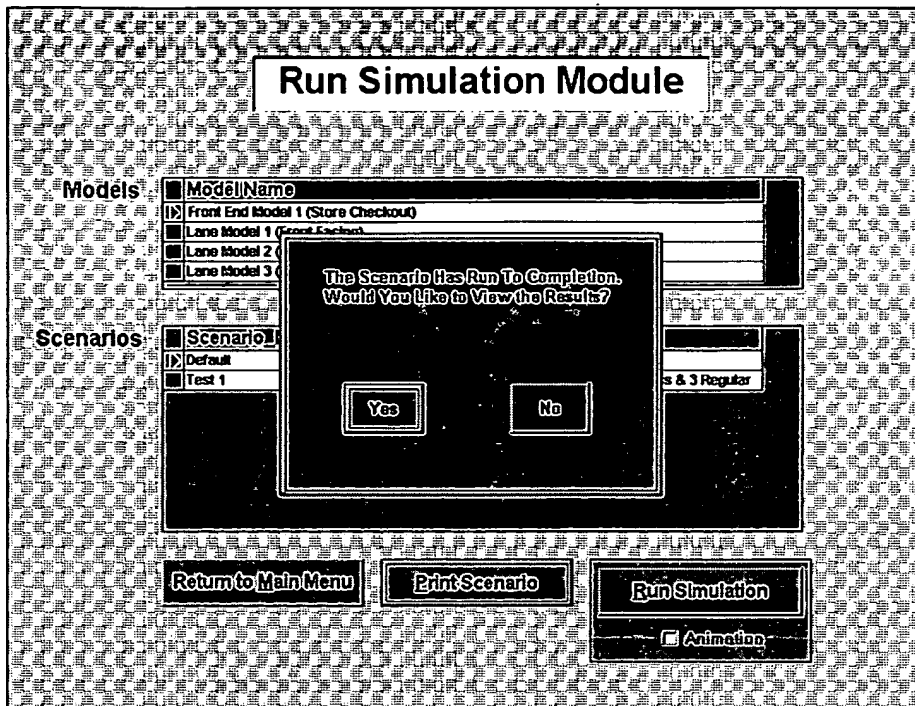 Run Simulation Module
Models
Model Name
Front End Model 1 (Store Checkout)
Lane Model 1 (Front Facing)
Lane Model 2 (
Lane Model 3 (
The Scenario Has Run To Completion.
Would You Like to View the Results?
Scenarios
Scenario
Default
Test 1
s & 3 Regular
Yes
No
Return to Main Menu
Print Scenario
Run Simulation
Animation